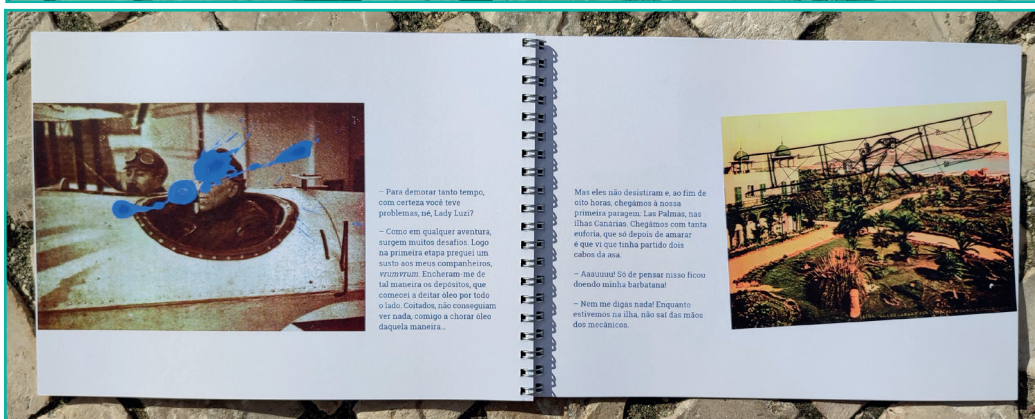 – Para demorar tanto tempo,
com certeza você teve
problemas, né, Lady Luzi?
– Como em qualquer aventura,
surgem muitos desafios. Logo
na primeira etapa preguei um
susto aos meus companheiros,
vrumvrum. Encheram-me de
tal maneira os depósitos, que
comecei a deitar óleo por todo
o lado. Coitados, não conseguiam
ver nada, comigo a chorar óleo
daquela maneira...
Mas eles não desistiram e, ao fim de
oito horas, chegámos à nossa
primeira paragem: Las Palmas, nas
ilhas Canárias. Chegámos com tanta
euforia, que só depois de amarar
é que vi que tinha partido dois
cabos da asa.
– Aaauuuu! Só de pensar nisso ficou
doendo minha barbatana!
– Nem me digas nada! Enquanto
estivemos na ilha, não saí das mãos
dos mecânicos.